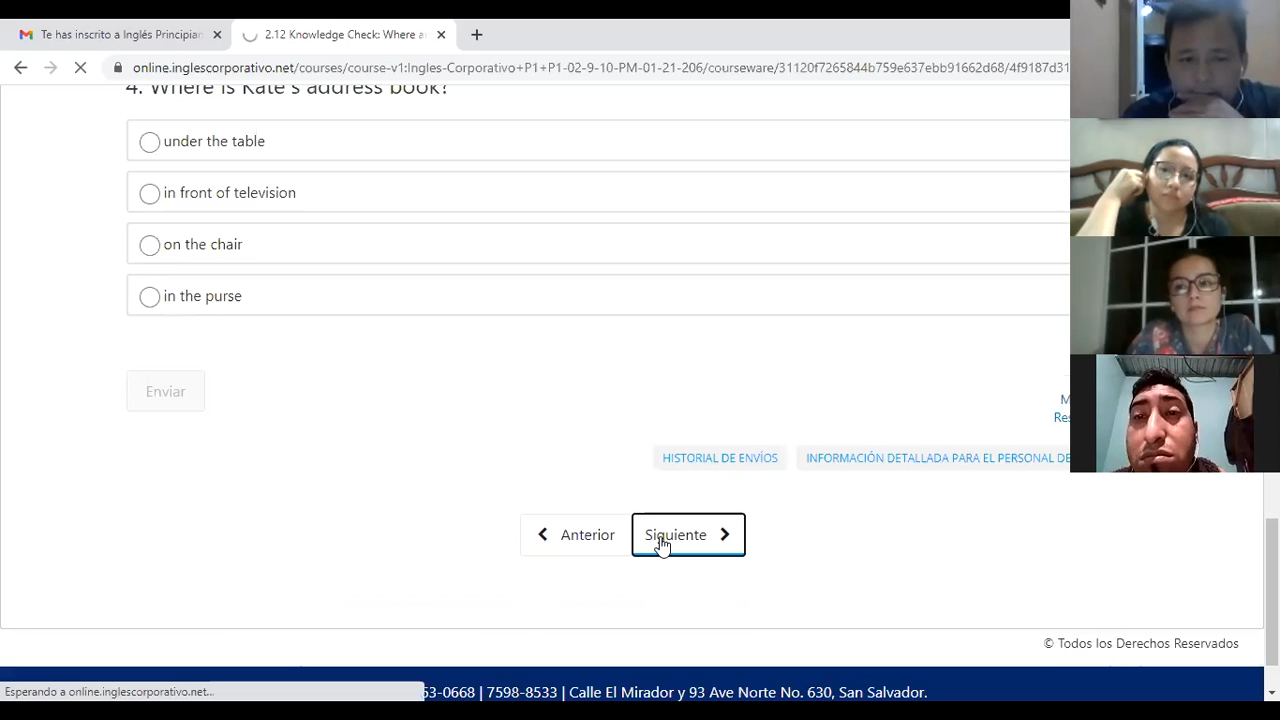 Te has inscrito a Inglés Principian
2.12 Knowledge Check: Where a
online.inglescorporativo.net/courses/course-v1:Ingles-Corporativo+P1+P1-02-9-10-PM-01-21-206/courseware/31120f7265844b759e637ebb91662d68/4f9187d31
4. Where is Kate's address book?
under the table
in front of television
on the chair
in the purse
Enviar
M
Res
HISTORIAL DE ENVÍOS
INFORMACIÓN DETALLADA PARA EL PERSONAL DE
Anterior
Siguiente
© Todos los Derechos Reservados
Esperando a online.inglescorporativo.net...
63-0668 | 7598-8533 | Calle El Mirador y 93 Ave Norte No. 630, San Salvador.